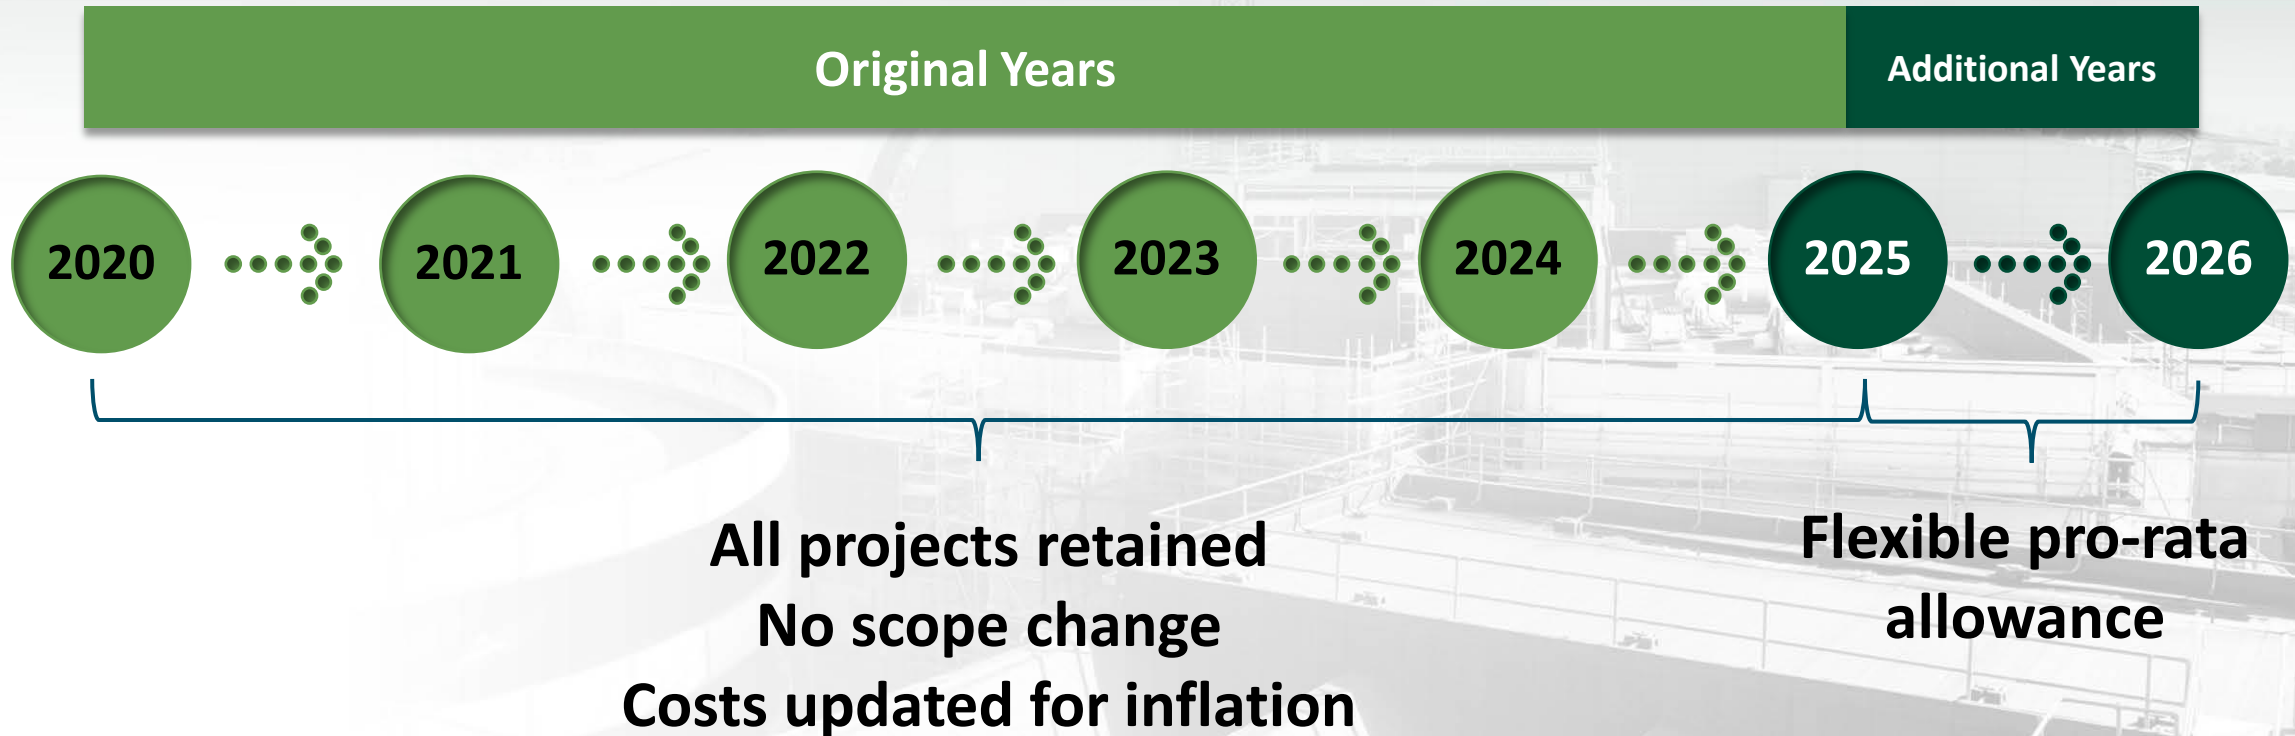 Original Years
Additional Years
2020
2021
2022
2023
2024
2025
2026
All projects retained
No scope change
Costs updated for inflation
Flexible pro-rata
allowance